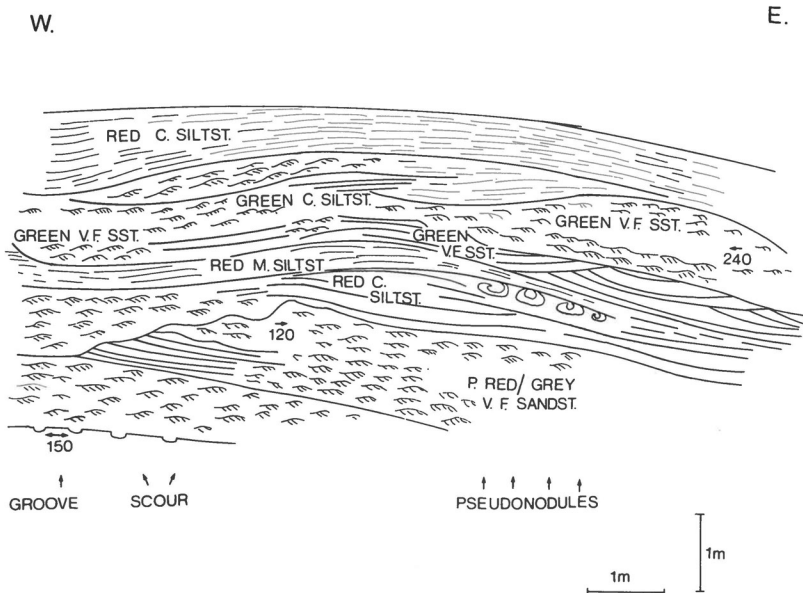 W.
E.
RED C. SILTST.
GREEN C. SILTST.
GREEN V.F. SST.
GREEN V.F. SST.
GREEN
V.F. SST.
240
RED M. SILTST.
RED C.
SILTST.
120
P. RED/GREY
V. F. SANDST.
150
GROOVE
SCOUR
PSEUDONODULES
1m
1m